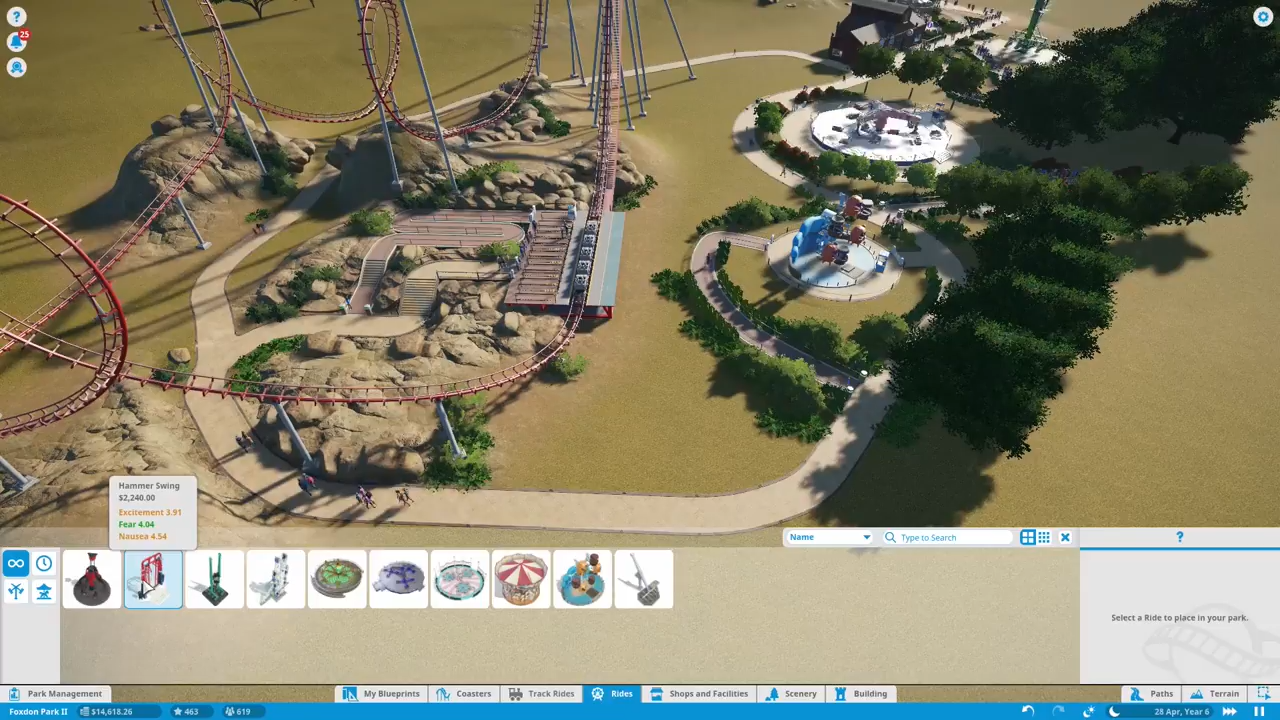 ?
25
Hammer Swing
$2,240.00
Excitement 3.91
Fear 4.04
Nausea 4.54
Name
Type to Search
?
Select a Ride to place in your park.
Park Management
My Blueprints
Coasters
Track Rides
Rides
Shops and Facilities
Scenery
Building
Paths
Terrain
Foxdon Park II
$14,618.26
463
619
28 Apr, Year 6